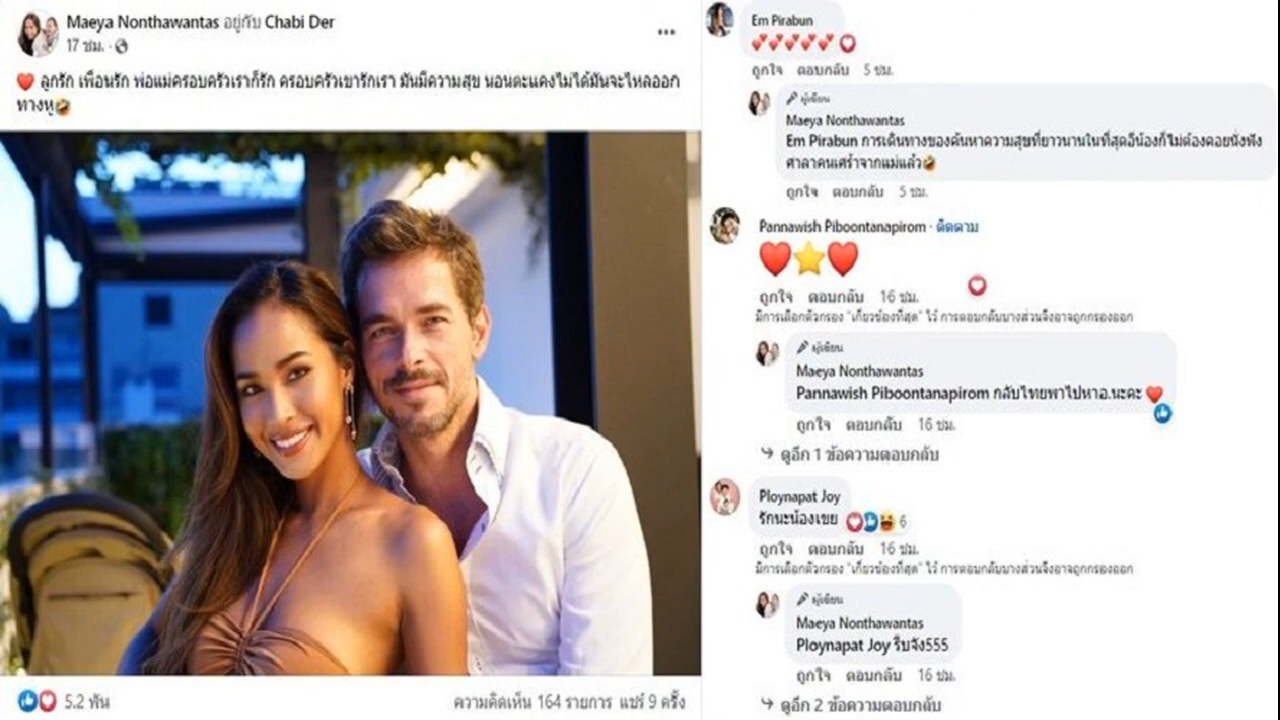 Maeya Nonthawantas อยู่กับ Chabi Der
17 ชม.
❤️ ลูกรัก เพื่อนรัก พ่อแม่ครอบครัวเราก็รัก ครอบครัวเขารักเรา มันมีความสุข นอนตะแคงไม่ได้มันจะไหลออก
ทางหู🤣
5.2 พัน
ความคิดเห็น 164 รายการ แชร์ 9 ครั้ง
Em Pirabun
💕💕💕💕💕
ถูกใจ ตอบกลับ 5 ชม.
ผู้เขียน
Maeya Nonthawantas
Em Pirabun การเดินทางของค้นหาความสุขที่ยาวนานในที่สุดอีน้องก็ไม่ต้องคอยนั่งฟัง
ศาลาคนเศร้าจากแม่แล้ว🤣
ถูกใจ ตอบกลับ 5 ชม.
Pannawish Piboontanapirom · ติดตาม
❤️⭐❤️
ถูกใจ ตอบกลับ 16 ชม.
มีการเลือกตัวกรอง "เกี่ยวข้องที่สุด" ไว้ การตอบกลับบางส่วนจึงอาจถูกกรองออก
ผู้เขียน
Maeya Nonthawantas
Pannawish Piboontanapirom กลับไทยพาไปหาอ.นะคะ ❤️
ถูกใจ ตอบกลับ 16 ชม.
ดูอีก 1 ข้อความตอบกลับ
Ploynapat Joy
รักนะน้องเขย
6
ถูกใจ ตอบกลับ 16 ชม.
มีการเลือกตัวกรอง "เกี่ยวข้องที่สุด" ไว้ การตอบกลับบางส่วนจึงอาจถูกกรองออก
ผู้เขียน
Maeya Nonthawantas
Ploynapat Joy รีบจัง555
ถูกใจ ตอบกลับ 16 ชม.
ดูอีก 2 ข้อความตอบกลับ